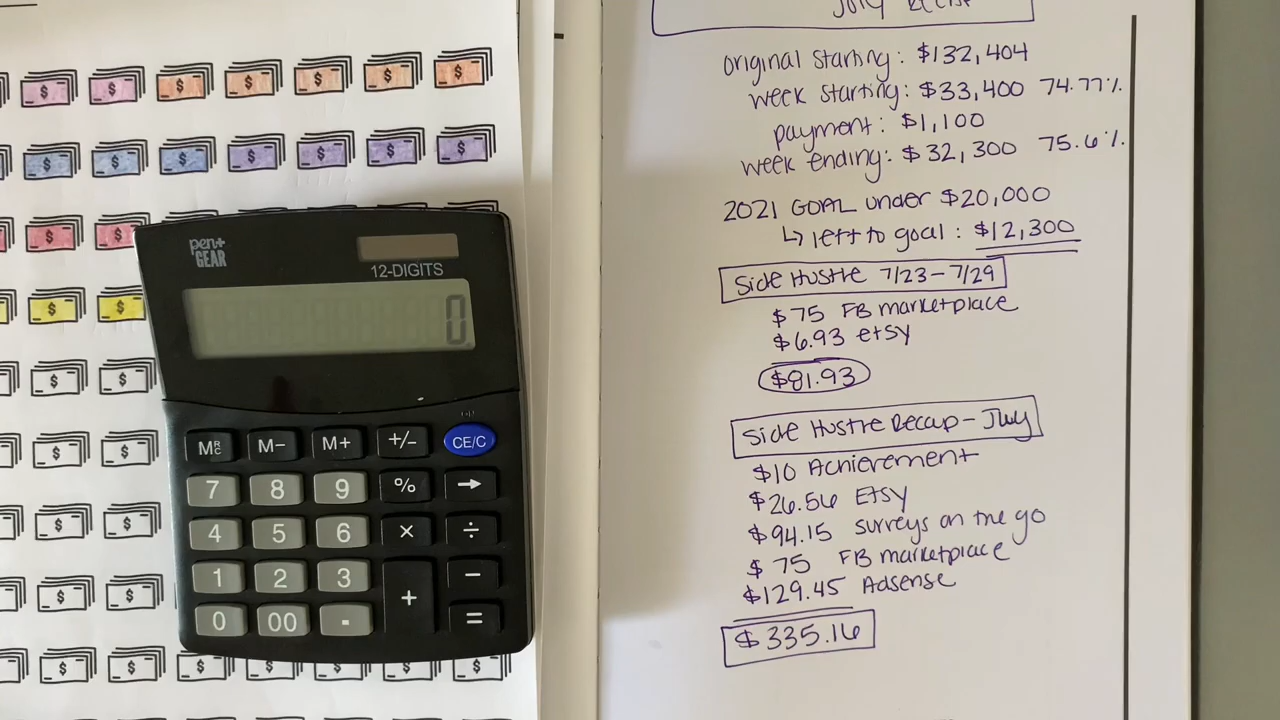 July Recap
original starting: $132,404
week starting: $33,400 74.77%
payment: $1,100
week ending: $32,300 75.6%
2021 GOAL under $20,000
↳ left to goal: $12,300
Side Hustle 7/23-7/29
$75 FB marketplace
$6.93 etsy
$81.93
Side Hustle Recap - July
$10 Achievement
$26.56 Etsy
$94.15 surveys on the go
$75 FB marketplace
$129.45 Adsense
$335.16
pen+
GEAR
12-DIGITS
0
MRC M- M+ +/- CE/C
7 8 9 % →
4 5 6 × ÷
1 2 3 + -
0 00 . =